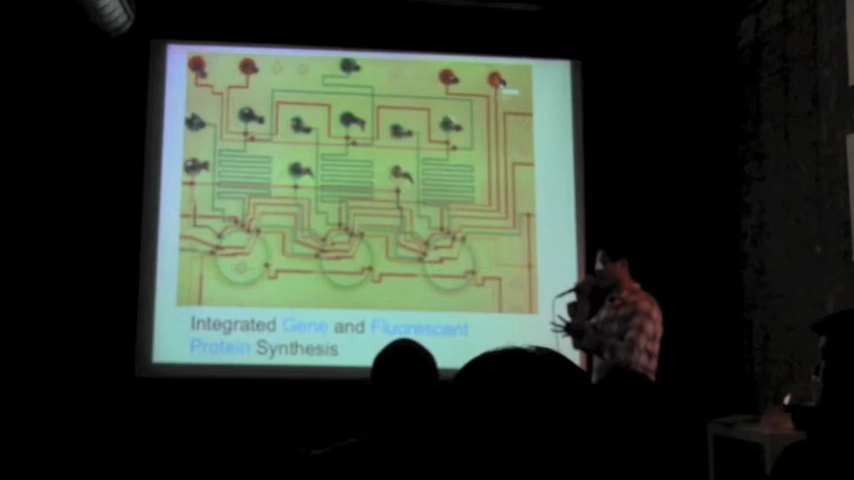 Integrated Gene and Fluorescent
Protein Synthesis